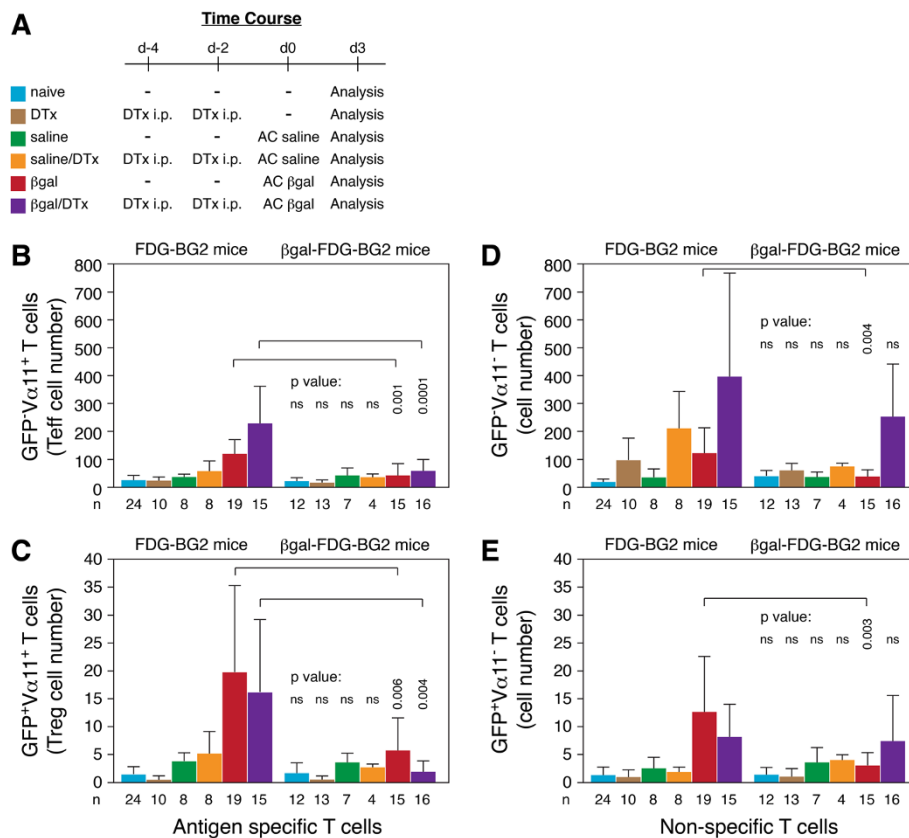 A
Time Course
d-4 d-2 d0 d3
naive - - - Analysis
DTx DTx i.p. DTx i.p. - Analysis
saline - - AC saline Analysis
saline/DTx DTx i.p. DTx i.p. AC saline Analysis
βgal - - AC βgal Analysis
βgal/DTx DTx i.p. DTx i.p. AC βgal Analysis
B
FDG-BG2 mice βgal-FDG-BG2 mice
GFP⁻Vα11⁺ T cells
(Teff cell number)
800
700
600
500
400
300
200
100
0
p value:
ns ns ns ns 0.001 0.0001
n 24 10 8 8 19 15 12 13 7 4 15 16
C
FDG-BG2 mice βgal-FDG-BG2 mice
GFP⁺Vα11⁺ T cells
(Treg cell number)
40
35
30
25
20
15
10
5
0
p value:
ns ns ns ns 0.006 0.004
n 24 10 8 8 19 15 12 13 7 4 15 16
Antigen specific T cells
D
FDG-BG2 mice βgal-FDG-BG2 mice
GFP⁻Vα11⁻ T cells
(cell number)
800
700
600
500
400
300
200
100
0
p value:
ns ns ns ns 0.004 ns
n 24 10 8 8 19 15 12 13 7 4 15 16
E
FDG-BG2 mice βgal-FDG-BG2 mice
GFP⁺Vα11⁻ T cells
(cell number)
40
35
30
25
20
15
10
5
0
p value:
ns ns ns ns 0.003 ns
n 24 10 8 8 19 15 12 13 7 4 15 16
Non-specific T cells